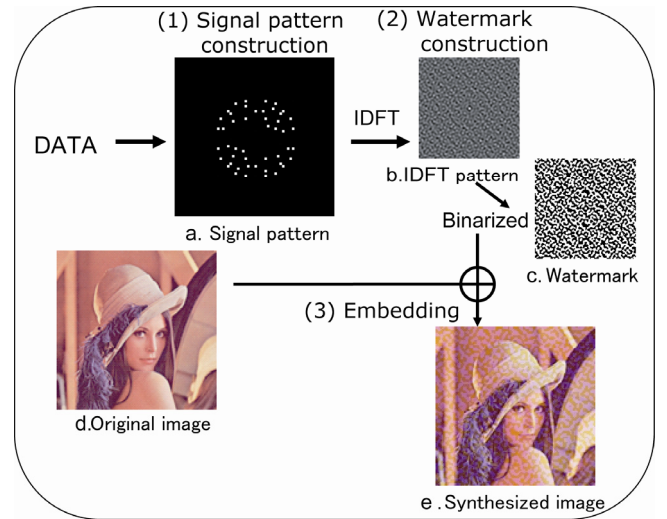 (1) Signal pattern
construction
(2) Watermark
construction
DATA
IDFT
a. Signal pattern
b.IDFT pattern
Binarized
c. Watermark
(3) Embedding
d.Original image
e .Synthesized image